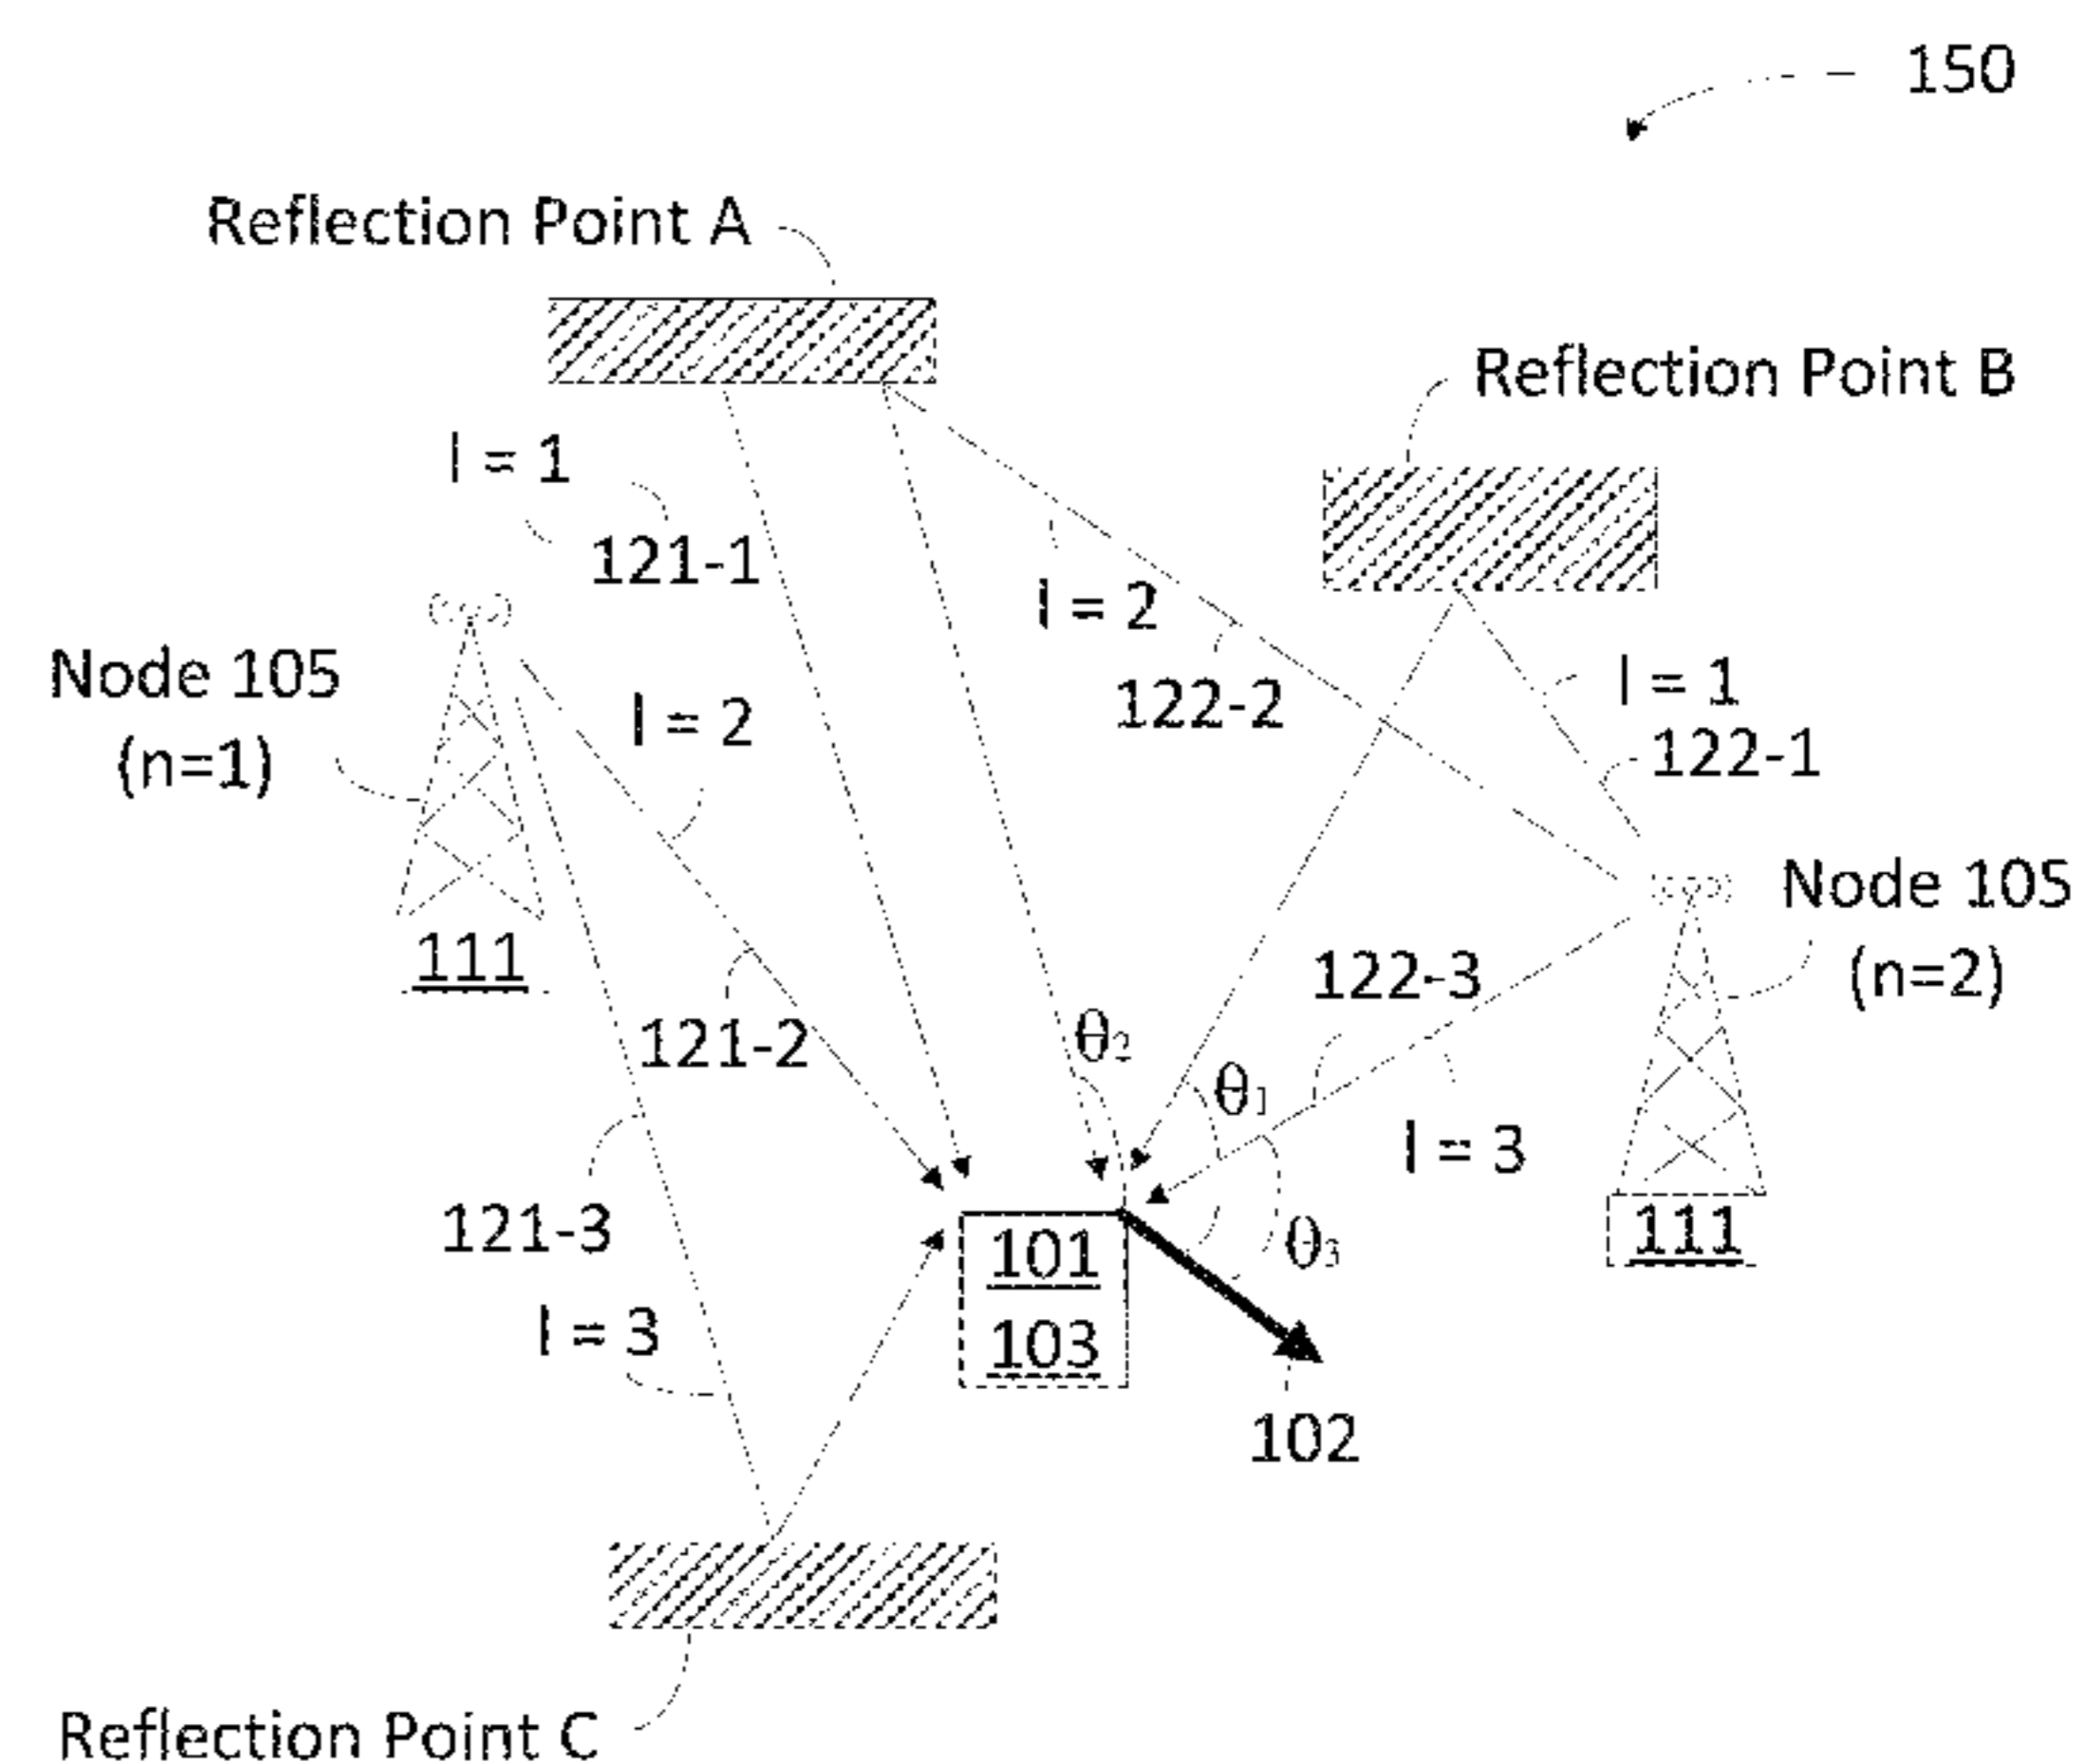 150
Reflection Point A
Reflection Point B
l = 1
121-1
l = 2
122-2
Node 105
(n=1)
l = 2
l = 1
122-1
Node 105
(n=2)
111
122-3
121-2
θ2
θ1
l = 3
121-3
101
θ3
111
l = 3
103
102
Reflection Point C